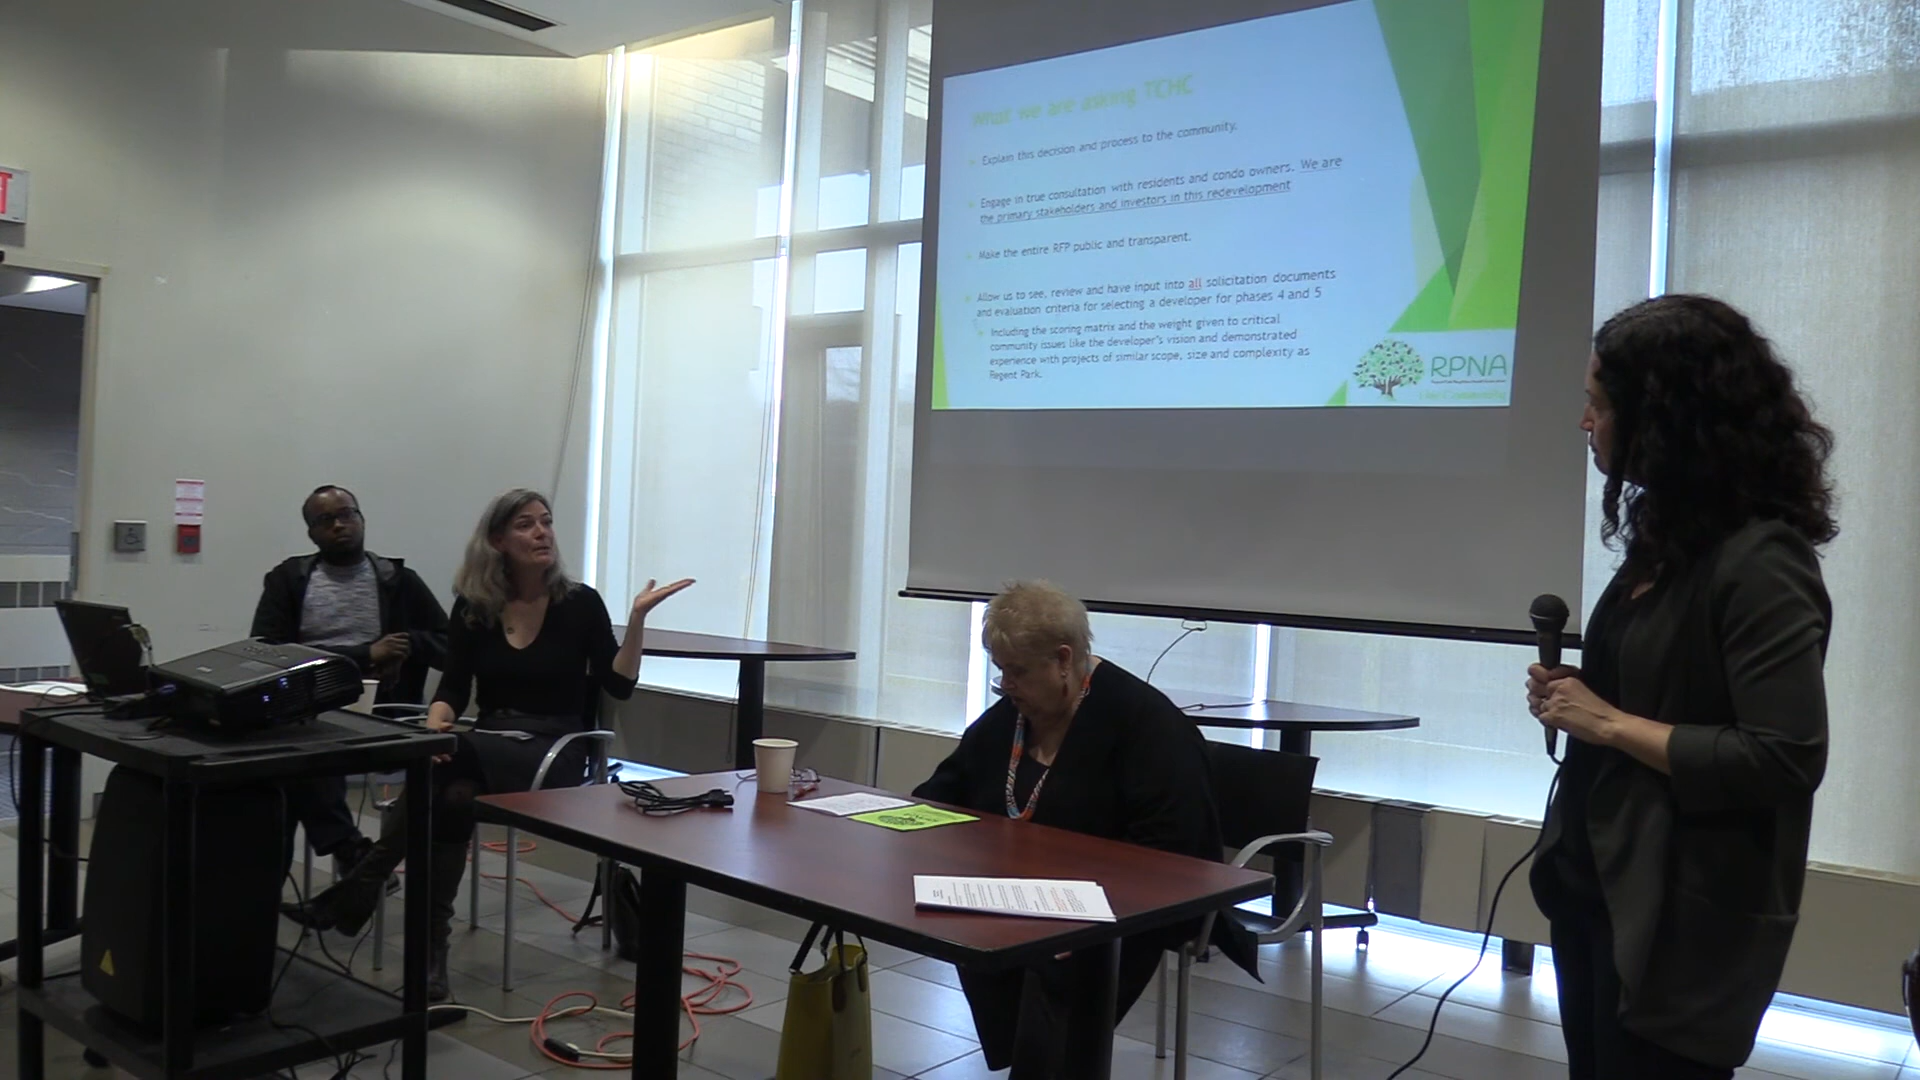 What we are asking TCHC
Explain this decision and process to the community.
Engage in true consultation with residents and condo owners. We are
the primary stakeholders and investors in this redevelopment
Make the entire RFP public and transparent.
Allow us to see, review and have input into all solicitation documents
and evaluation criteria for selecting a developer for phases 4 and 5
Including the scoring matrix and the weight given to critical
community issues like the developer's vision and demonstrated
experience with projects of similar scope, size and complexity as
Regent Park.
RPNA